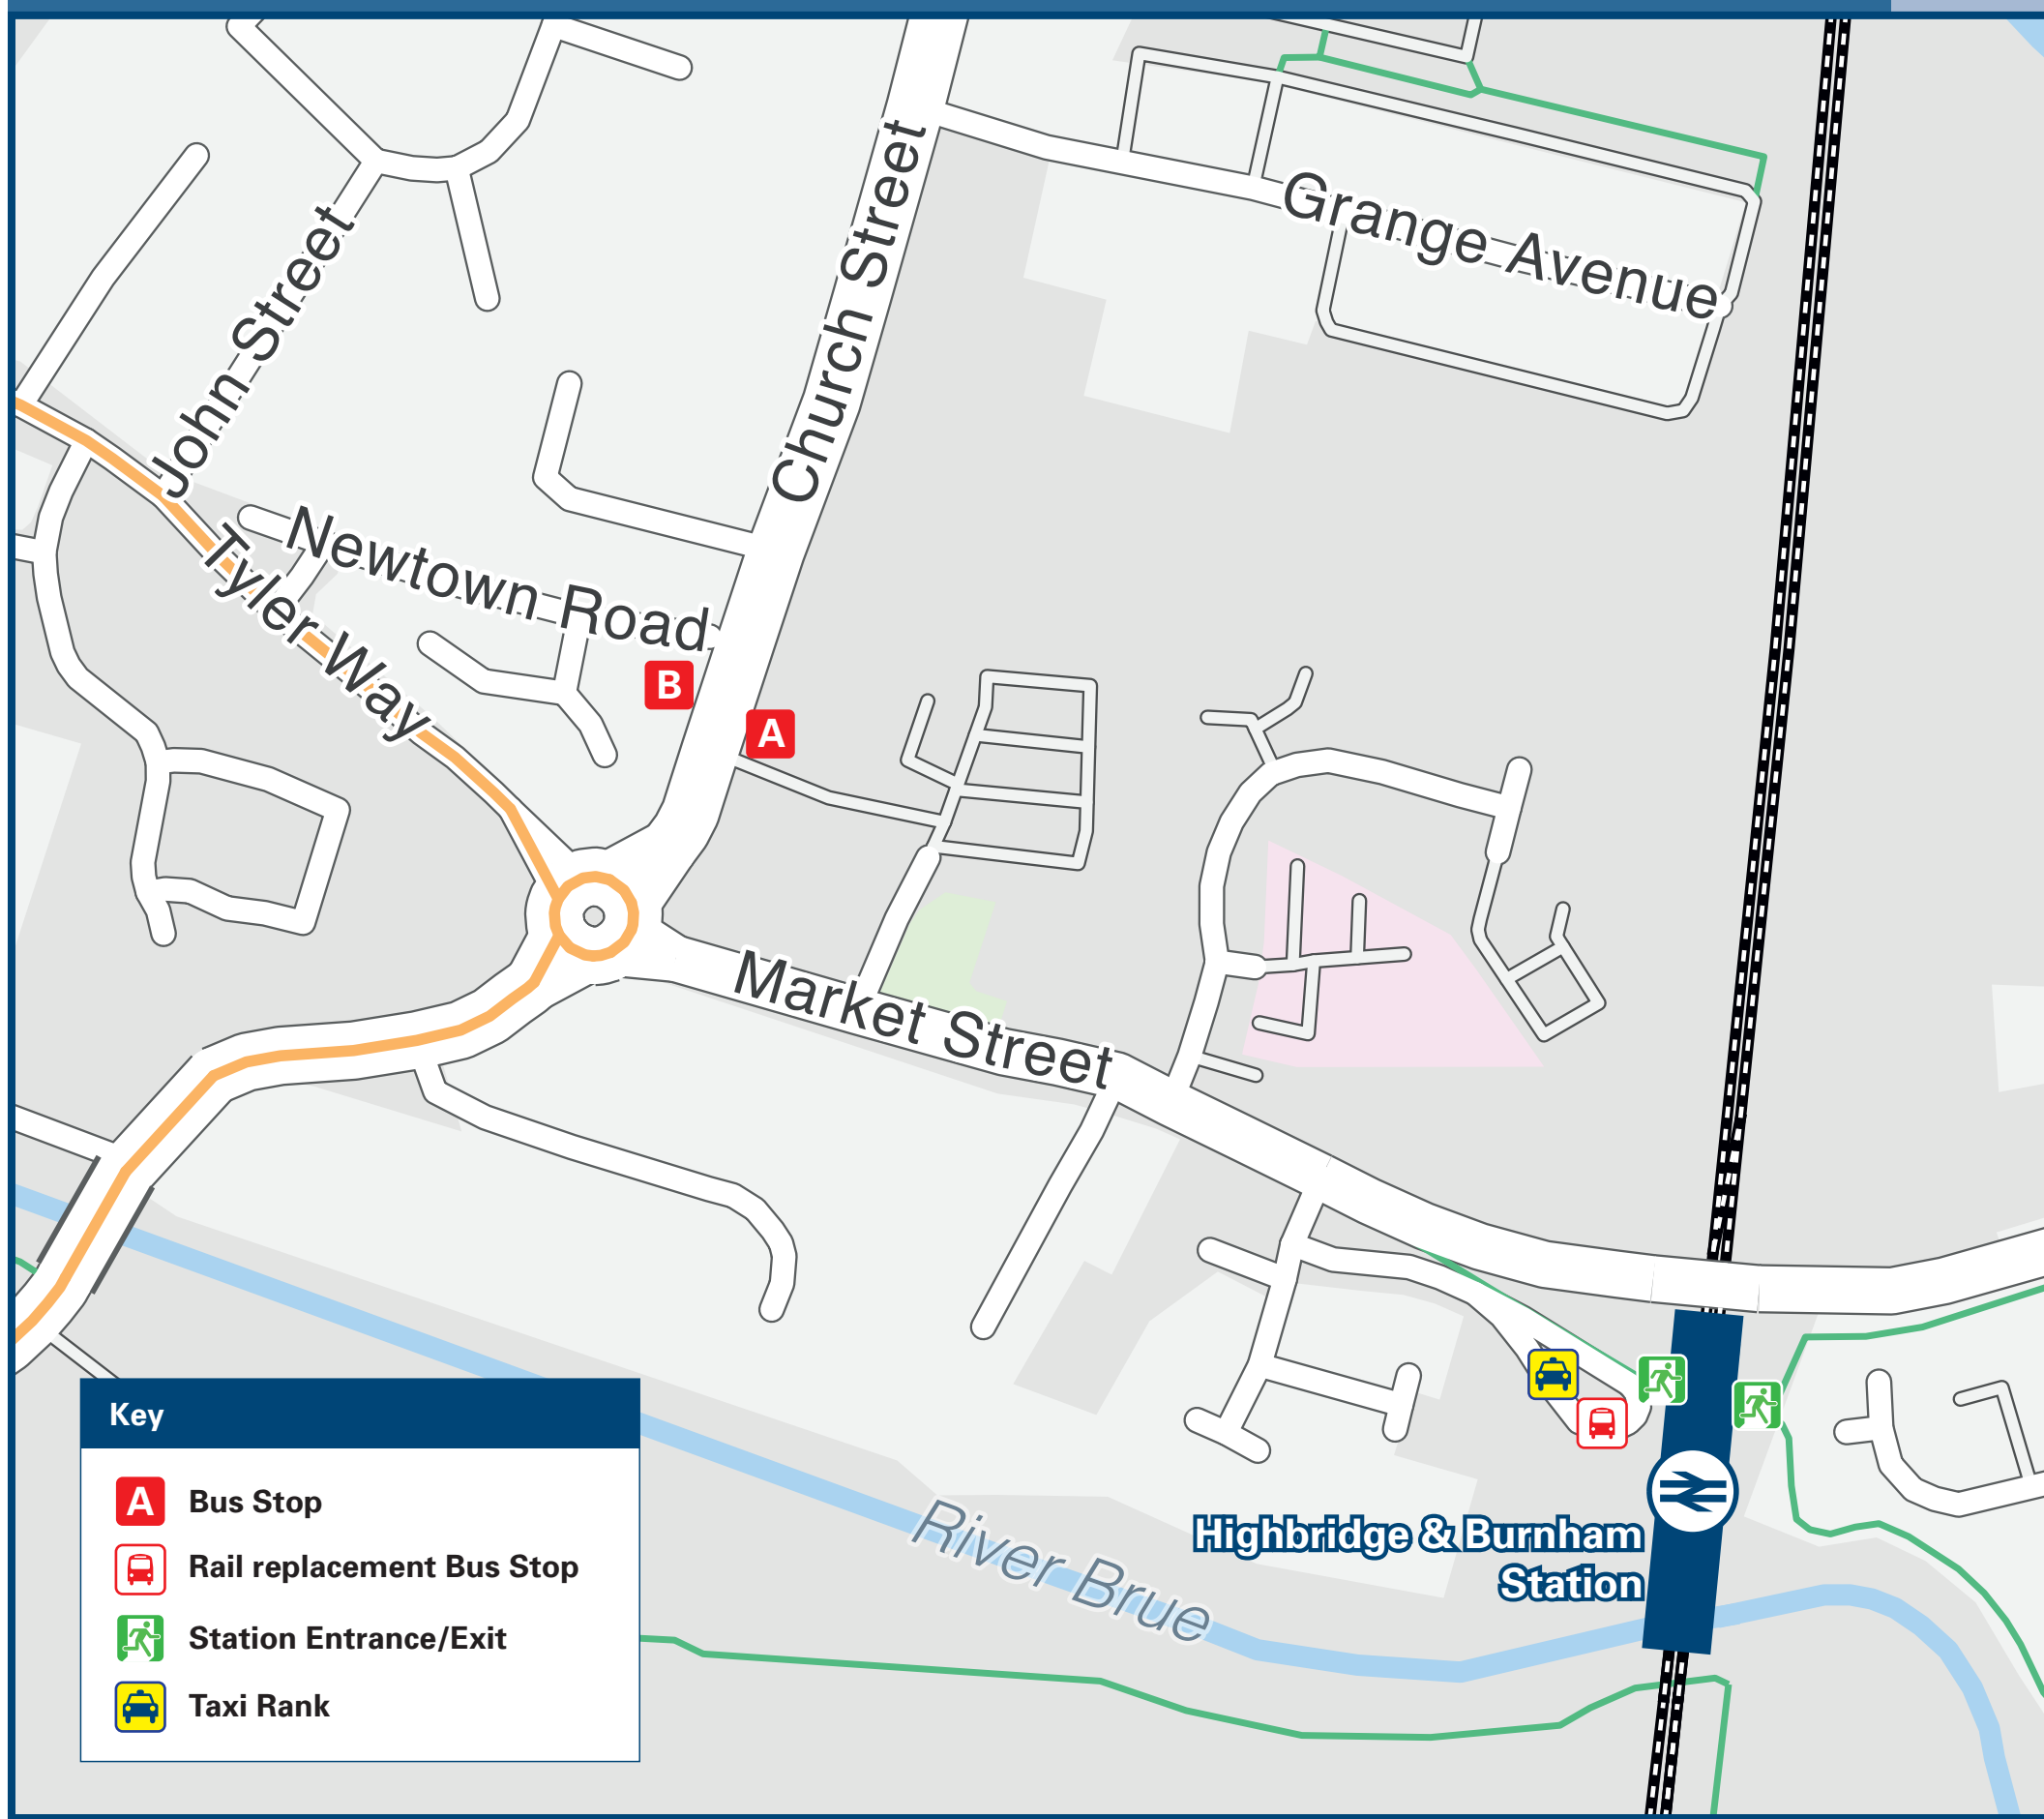 Grange Avenue
Church Street
John Street
Newtown Road
Tyler Way
B
A
Market Street
Highbridge & Burnham
Station
River Brue
Key
A Bus Stop
Rail replacement Bus Stop
Station Entrance/Exit
Taxi Rank